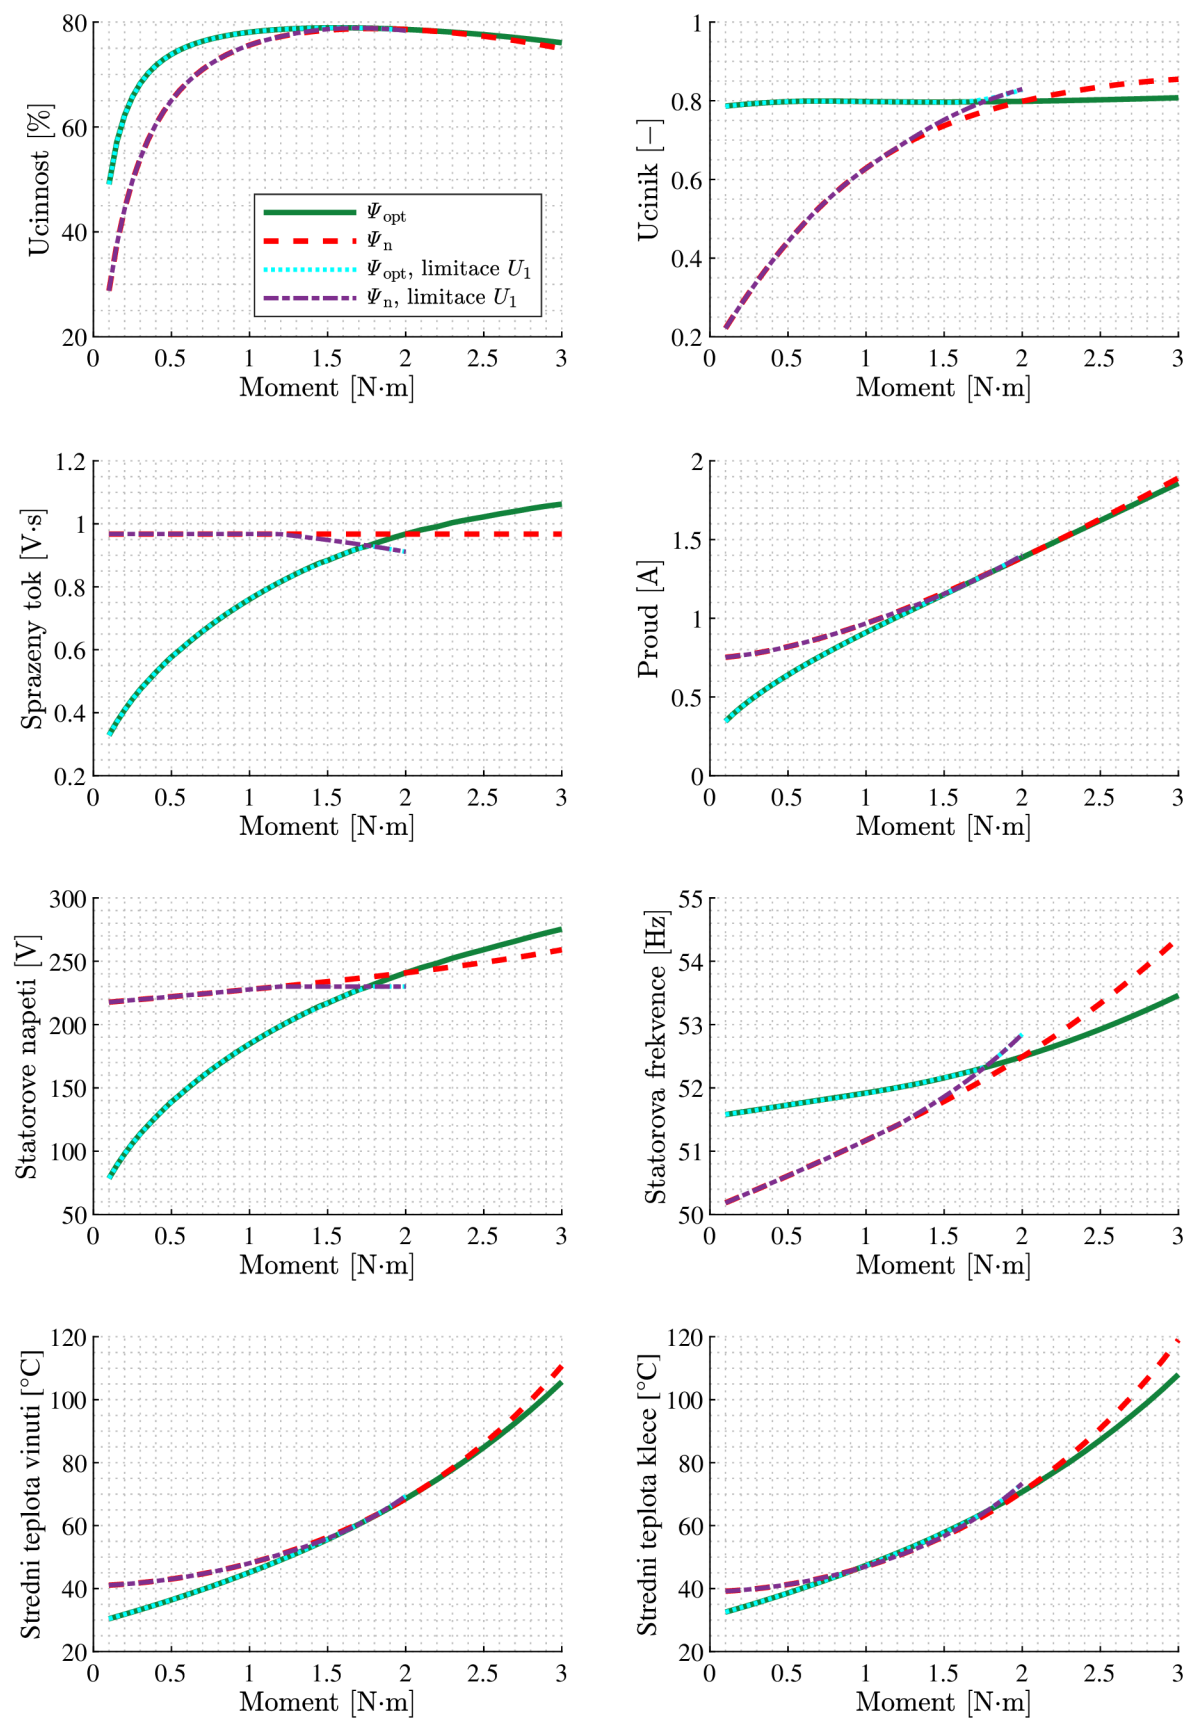 80
60
40
20
Ucinnost [%]
Ψopt
Ψn
Ψopt, limitace U1
Ψn, limitace U1
0 0.5 1 1.5 2 2.5 3
Moment [N·m]
1
0.8
0.6
0.4
0.2
Ucinik [−]
0 0.5 1 1.5 2 2.5 3
Moment [N·m]
1.2
1
0.8
0.6
0.4
0.2
Sprazeny tok [V·s]
0 0.5 1 1.5 2 2.5 3
Moment [N·m]
2
1.5
1
0.5
0
Proud [A]
0 0.5 1 1.5 2 2.5 3
Moment [N·m]
300
250
200
150
100
50
Statorove napeti [V]
0 0.5 1 1.5 2 2.5 3
Moment [N·m]
55
54
53
52
51
50
Statorova frekvence [Hz]
0 0.5 1 1.5 2 2.5 3
Moment [N·m]
120
100
80
60
40
20
Stredni teplota vinuti [°C]
0 0.5 1 1.5 2 2.5 3
Moment [N·m]
120
100
80
60
40
20
Stredni teplota klece [°C]
0 0.5 1 1.5 2 2.5 3
Moment [N·m]